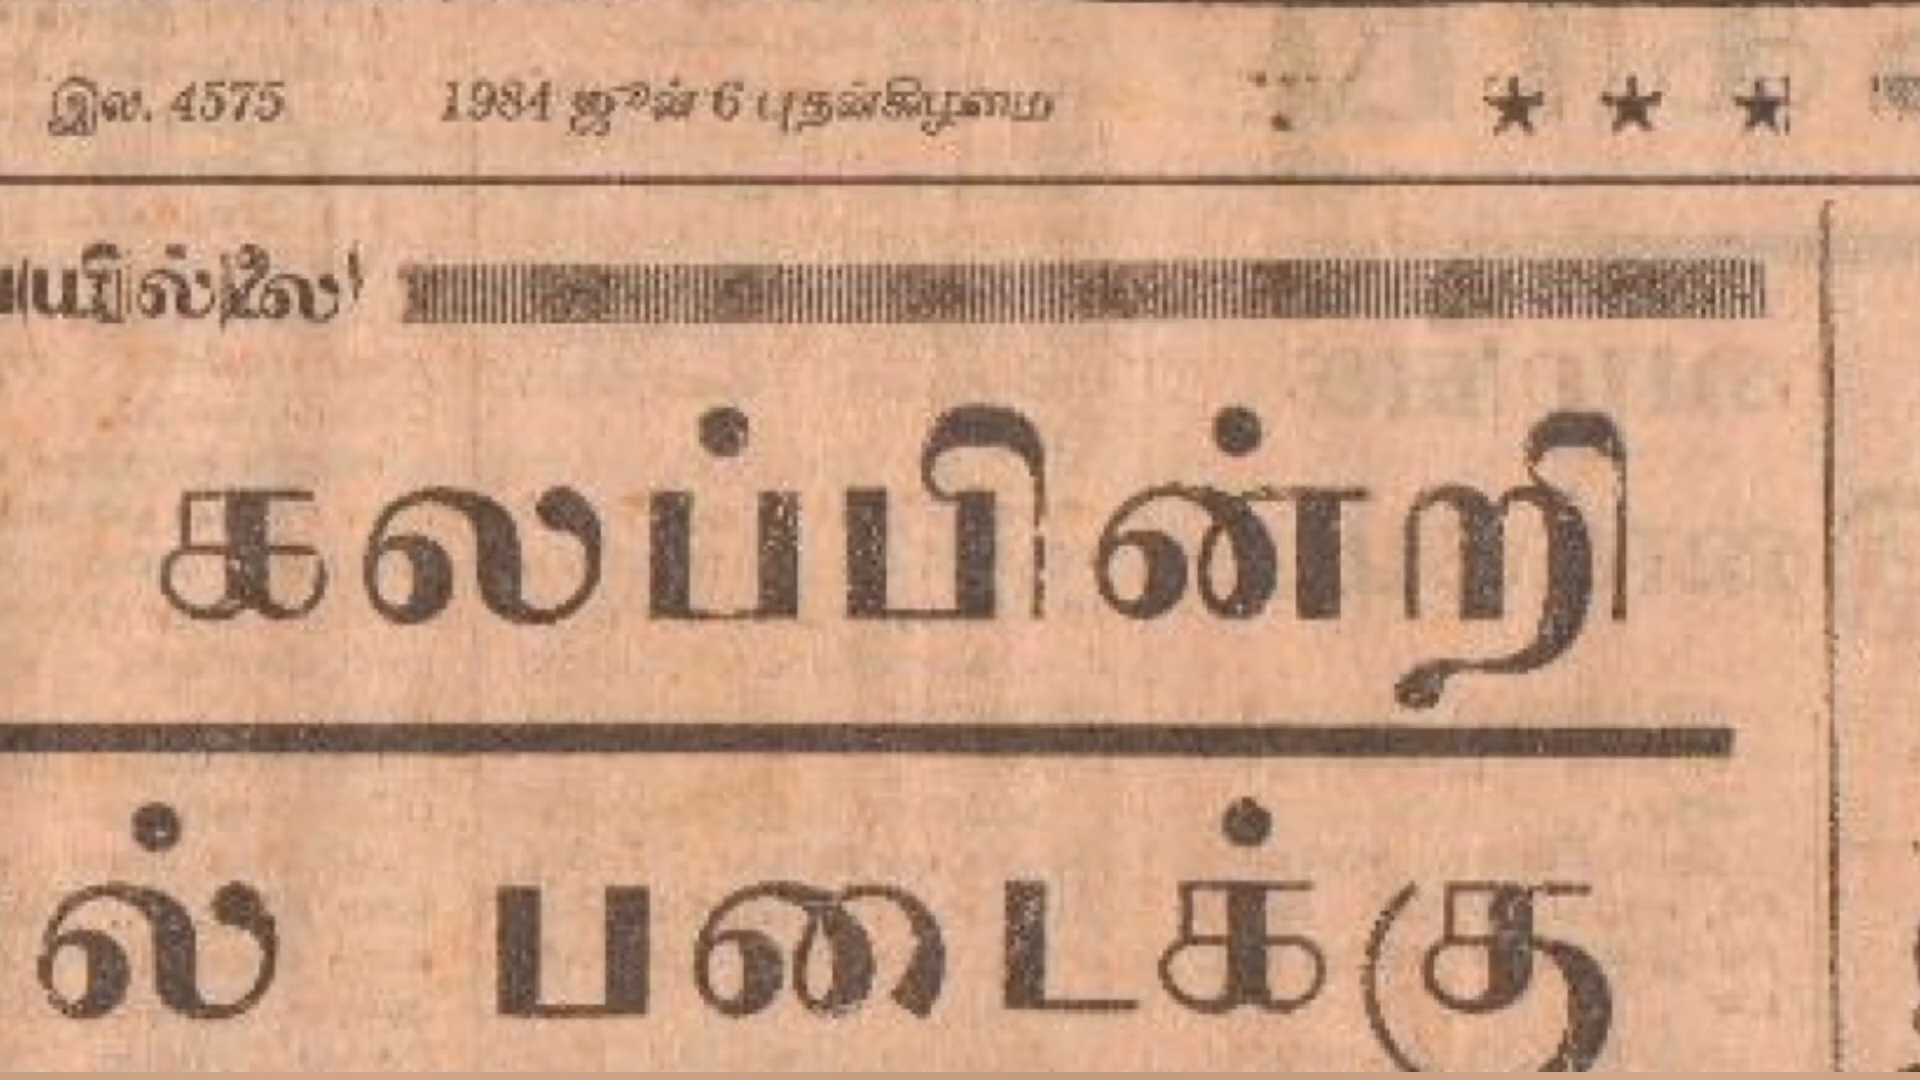 இல. 4575 1984 ஜூன் 6 புதன்கிழமை ★ ★ ★
யில்லை'
கலப்பின்றி
ல் படைக்கு